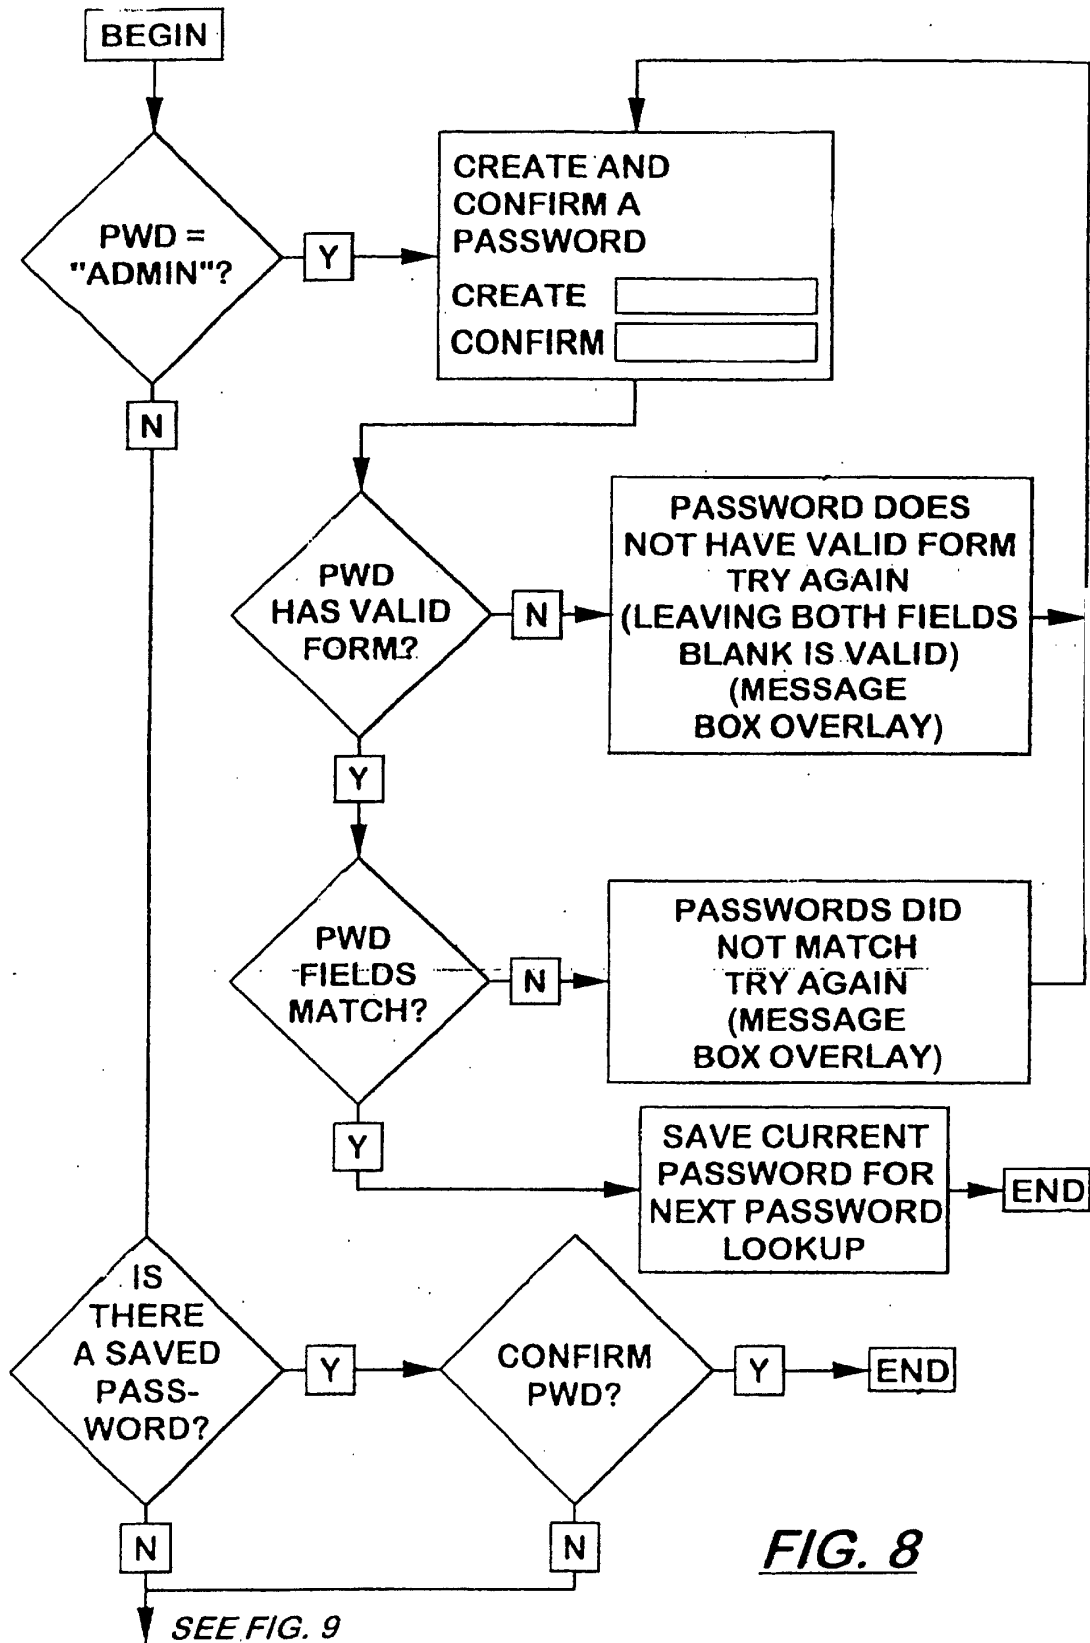 BEGIN
PWD =
"ADMIN"?
Y
N
CREATE AND
CONFIRM A
PASSWORD
CREATE
CONFIRM
PWD
HAS VALID
FORM?
N
Y
PASSWORD DOES
NOT HAVE VALID FORM
TRY AGAIN
(LEAVING BOTH FIELDS
BLANK IS VALID)
(MESSAGE
BOX OVERLAY)
PWD
FIELDS
MATCH?
N
Y
PASSWORDS DID
NOT MATCH
TRY AGAIN
(MESSAGE
BOX OVERLAY)
SAVE CURRENT
PASSWORD FOR
NEXT PASSWORD
LOOKUP
END
IS
THERE
A SAVED
PASS-
WORD?
Y
N
CONFIRM
PWD?
Y
END
N
FIG. 8
SEE FIG. 9